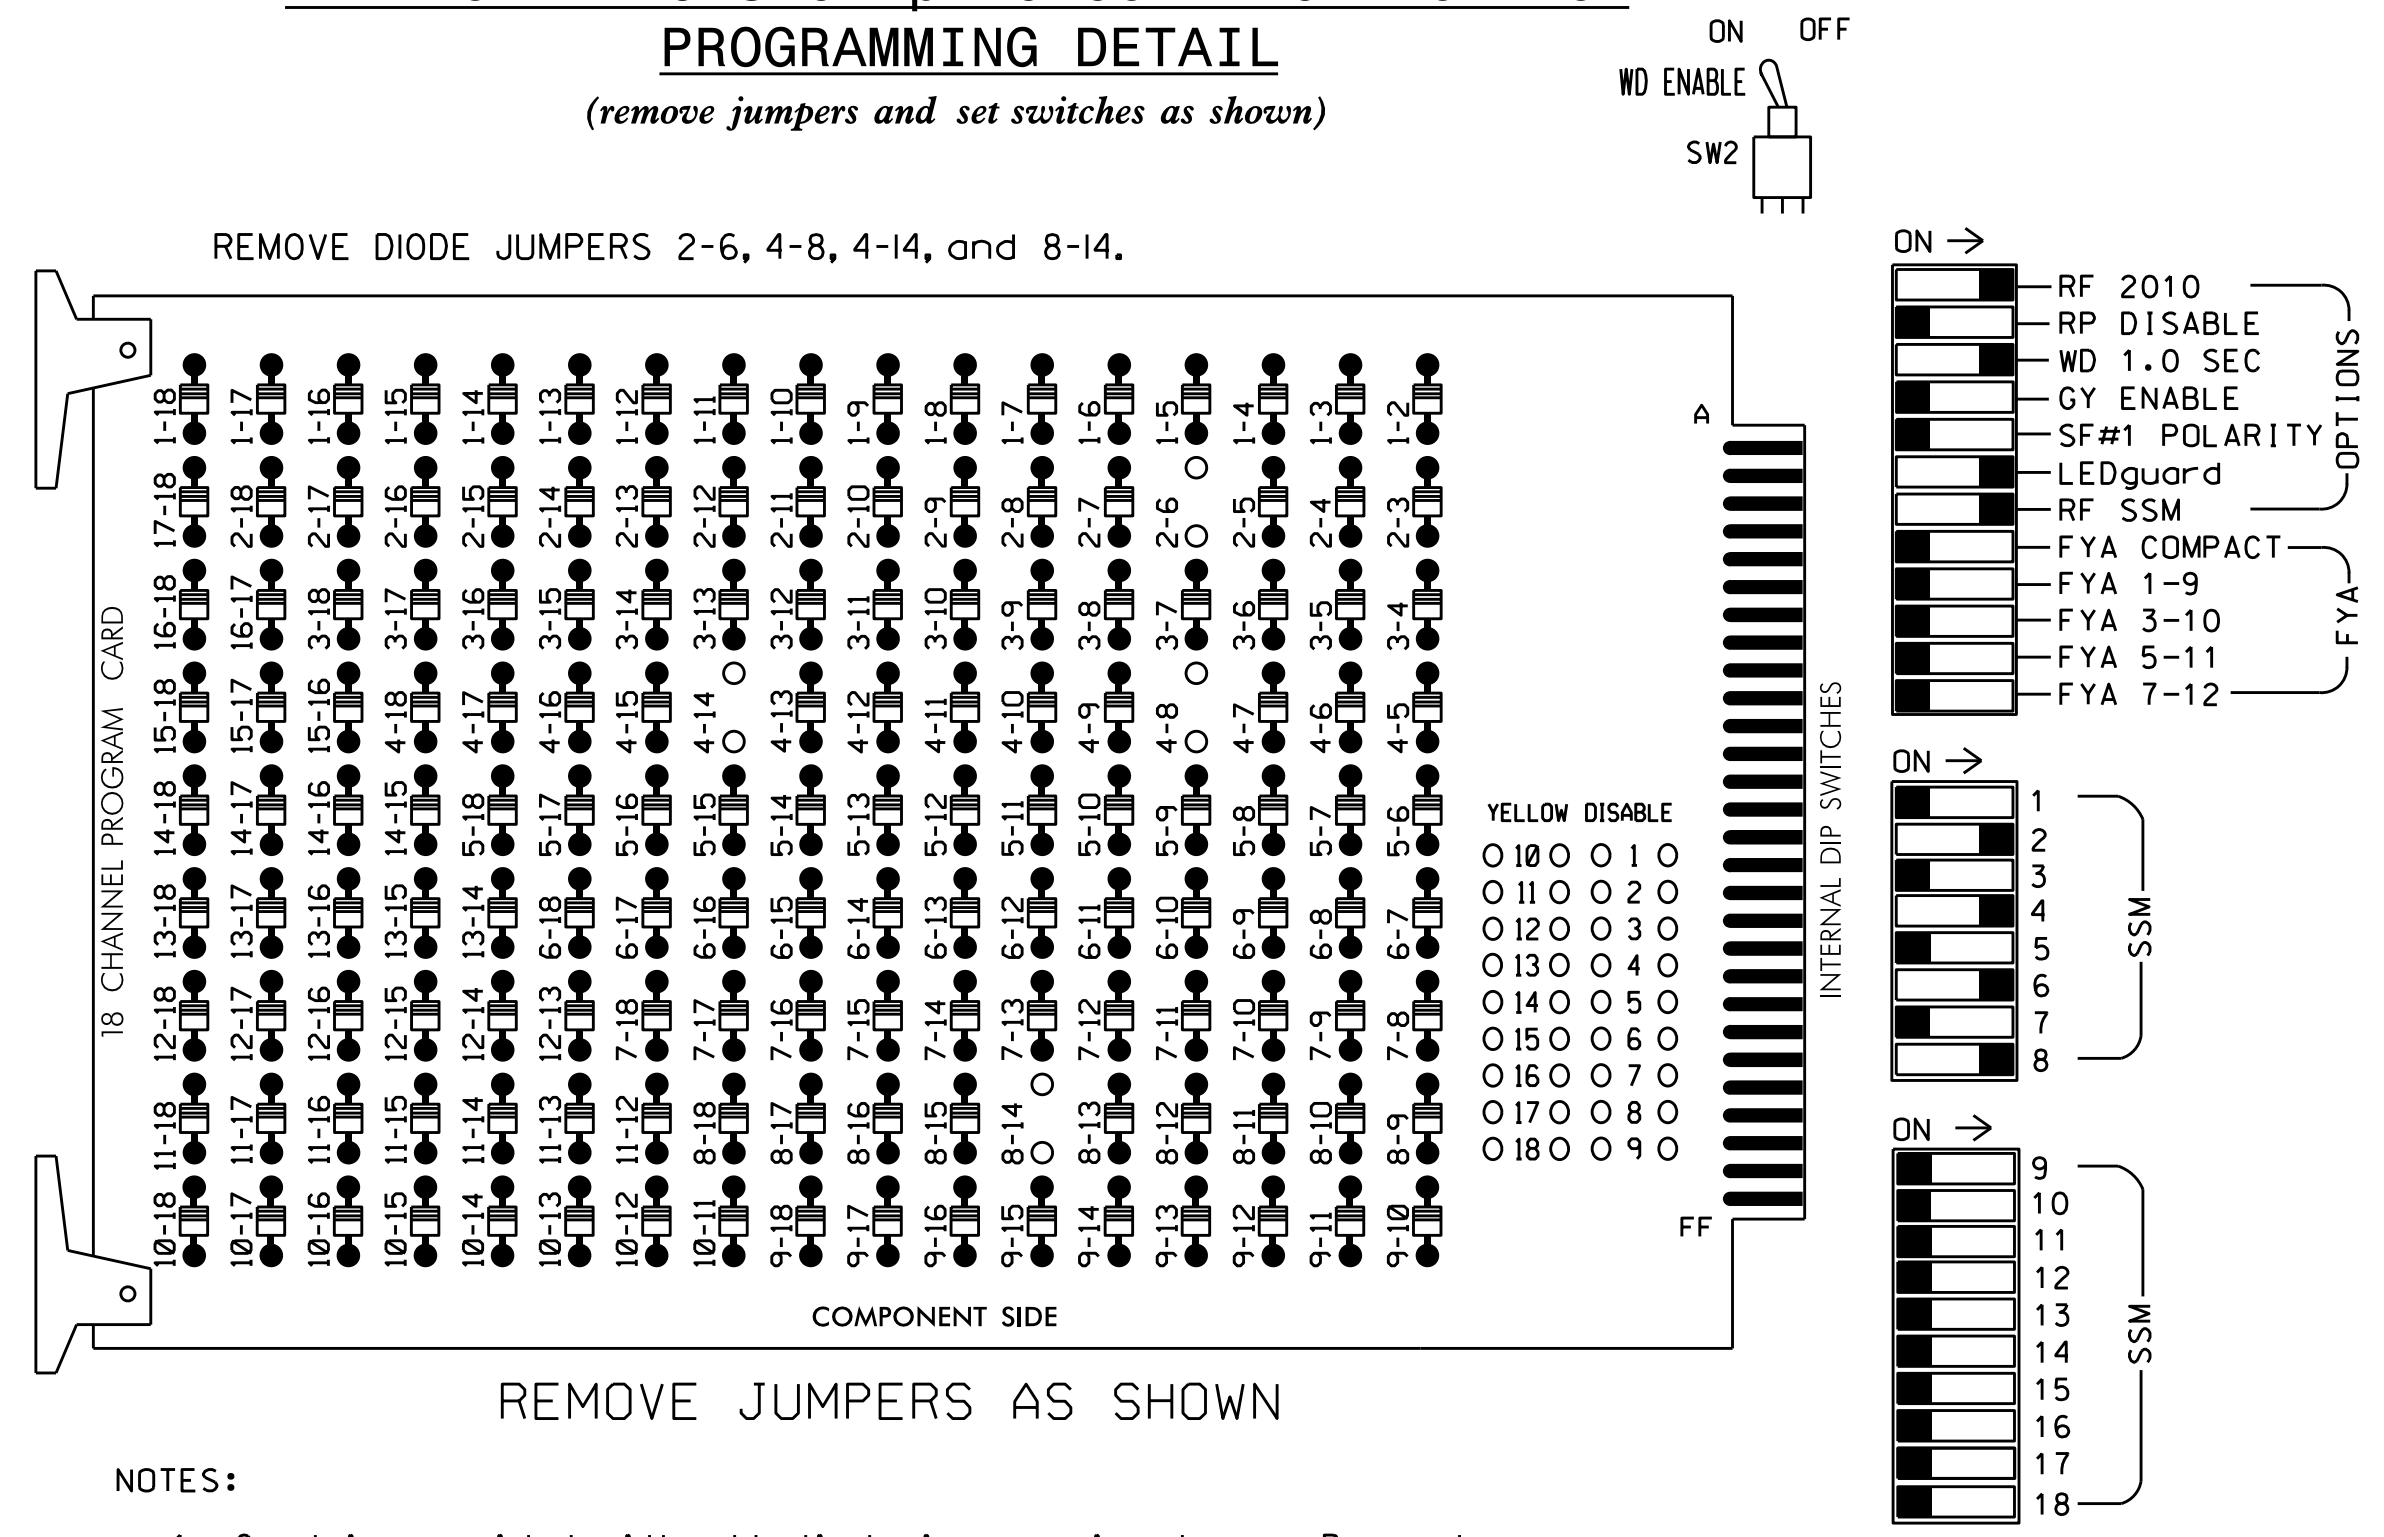 PROGRAMMING DETAIL
(remove jumpers and set switches as shown)
ON OFF
WD ENABLE
SW2
REMOVE DIODE JUMPERS 2-6, 4-8, 4-14, and 8-14.
18 CHANNEL PROGRAM CARD
1-18 1-17 1-16 1-15 1-14 1-13 1-12 1-11 1-10 1-9 1-8 1-7 1-6 1-5 1-4 1-3 1-2
17-18 2-18 2-17 2-16 2-15 2-14 2-13 2-12 2-11 2-10 2-9 2-8 2-7 2-6 2-5 2-4 2-3
16-18 16-17 3-18 3-17 3-16 3-15 3-14 3-13 3-12 3-11 3-10 3-9 3-8 3-7 3-6 3-5 3-4
15-18 15-17 15-16 4-18 4-17 4-16 4-15 4-14 4-13 4-12 4-11 4-10 4-9 4-8 4-7 4-6 4-5
14-18 14-17 14-16 14-15 5-18 5-17 5-16 5-15 5-14 5-13 5-12 5-11 5-10 5-9 5-8 5-7 5-6
13-18 13-17 13-16 13-15 13-14 6-18 6-17 6-16 6-15 6-14 6-13 6-12 6-11 6-10 6-9 6-8 6-7
12-18 12-17 12-16 12-15 12-14 12-13 7-18 7-17 7-16 7-15 7-14 7-13 7-12 7-11 7-10 7-9 7-8
11-18 11-17 11-16 11-15 11-14 11-13 11-12 8-18 8-17 8-16 8-15 8-14 8-13 8-12 8-11 8-10 8-9
10-18 10-17 10-16 10-15 10-14 10-13 10-12 10-11 9-18 9-17 9-16 9-15 9-14 9-13 9-12 9-11 9-10
A
YELLOW DISABLE
10 1
11 2
12 3
13 4
14 5
15 6
16 7
17 8
18 9
FF
COMPONENT SIDE
INTERNAL DIP SWITCHES
ON →
RF 2010
RP DISABLE
WD 1.0 SEC
GY ENABLE
SF#1 POLARITY
LEDguard
RF SSM
OPTIONS
FYA COMPACT
FYA 1-9
FYA 3-10
FYA 5-11
FYA 7-12
FYA
ON →
1
2
3
4
5
6
7
8
SSM
ON →
9
10
11
12
13
14
15
16
17
18
SSM
REMOVE JUMPERS AS SHOWN
NOTES: